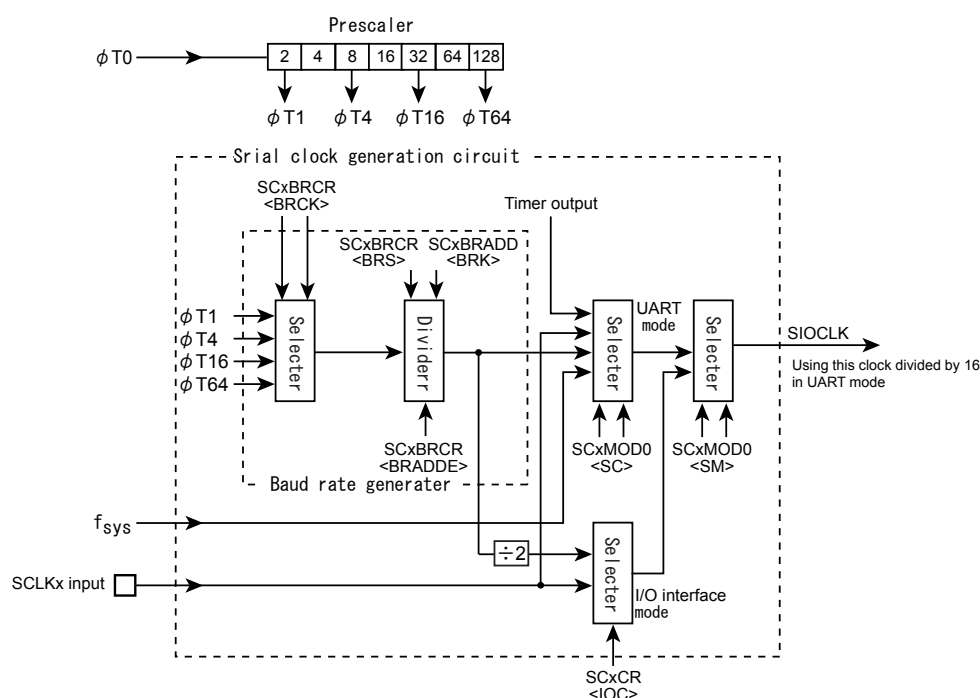 Prescaler
φT0
2 4 8 16 32 64 128
φT1 φT4 φT16 φT64
Srial clock generation circuit
SCxBRCR
<BRCK>
Timer output
SCxBRCR
<BRS>
SCxBRADD
<BRK>
φT1
φT4
φT16
φT64
Selecter
Dividerr
Selecter
UART
mode
Selecter
SIOCLK
Using this clock divided by 16
in UART mode
SCxBRCR
<BRADDE>
SCxMOD0
<SC>
SCxMOD0
<SM>
Baud rate generater
fsys
÷2
Selecter
SCLKx input
I/O interface
mode
SCxCR
<IOC>